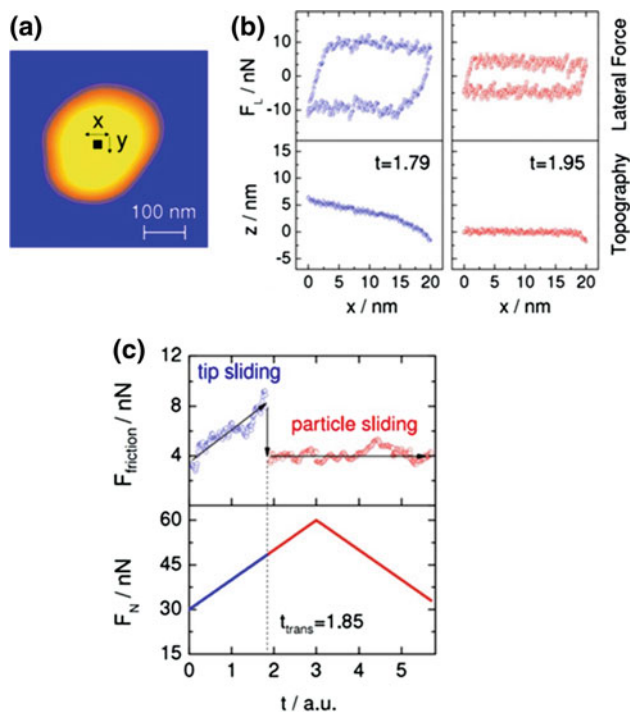 (a)
x
y
100 nm
(b)
F_L / nN
10
0
-10
Lateral Force
t=1.79
t=1.95
z / nm
15
10
5
0
-5
Topography
0 5 10 15 20
0 5 10 15 20
x / nm
x / nm
(c)
F_friction / nN
12
8
4
tip sliding
particle sliding
F_N / nN
60
45
30
t_trans=1.85
0 1 2 3 4 5
t / a.u.